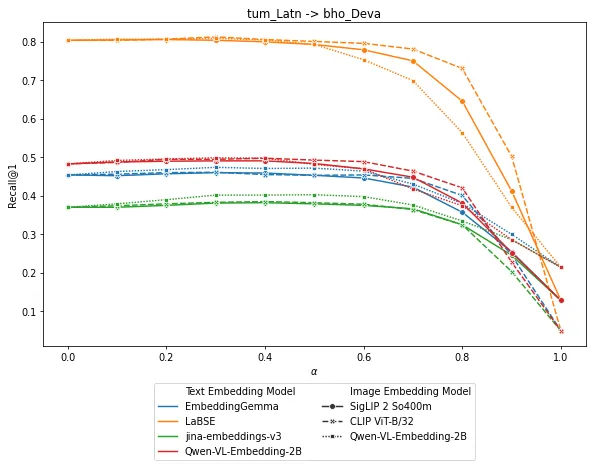 tum_Latn -> bho_Deva
Recall@1
0.8
0.7
0.6
0.5
0.4
0.3
0.2
0.1
0.0 0.2 0.4 0.6 0.8 1.0
α
Text Embedding Model Image Embedding Model
EmbeddingGemma SigLIP 2 So400m
LaBSE CLIP ViT-B/32
jina-embeddings-v3 Qwen-VL-Embedding-2B
Qwen-VL-Embedding-2B